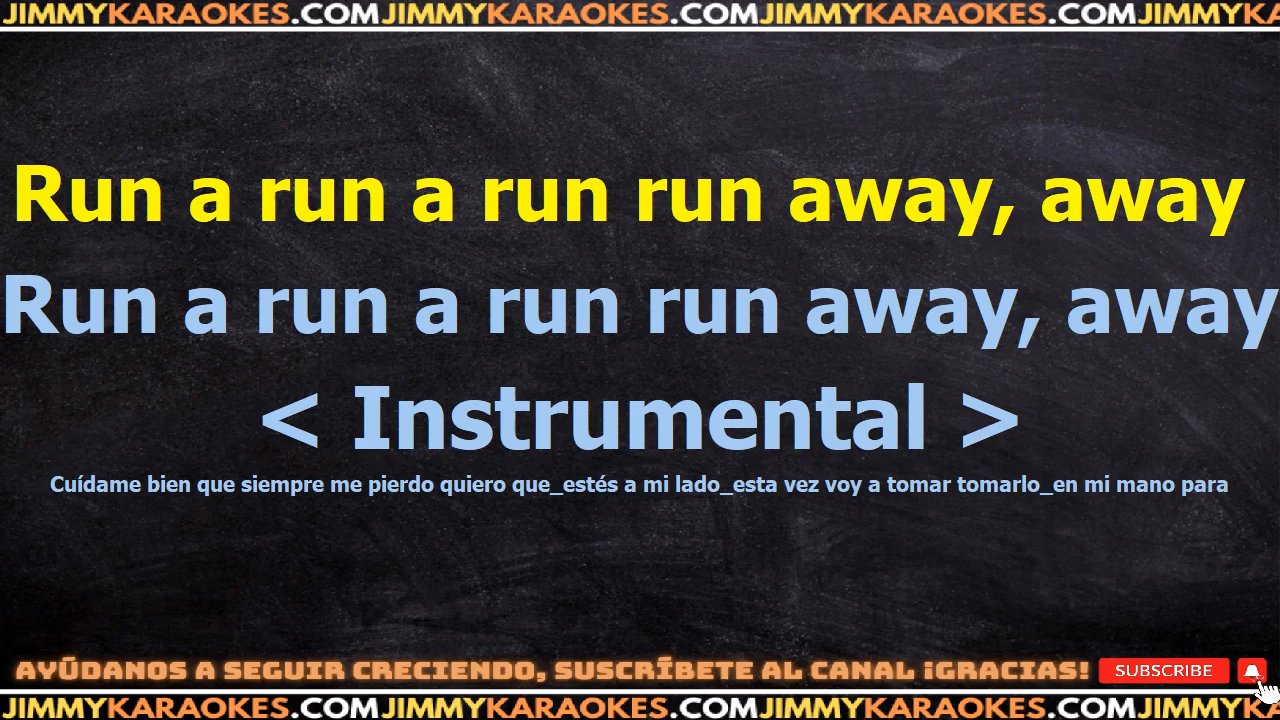 JIMMYKARAOKES.COMJIMMYKARAOKES.COMJIMMYKARAOKES.COMJIMMYKA
Run a run a run run away, away
Run a run a run run away, away
< Instrumental >
Cuídame bien que siempre me pierdo quiero que_estés a mi lado_esta vez voy a tomar tomarlo_en mi mano para
AYÚDANOS A SEGUIR CRECIENDO, SUSCRÍBETE AL CANAL ¡GRACIAS! SUBSCRIBE
JIMMYKARAOKES.COMJIMMYKARAOKES.COMJIMMYKARAOKES.COMJIMMYKA